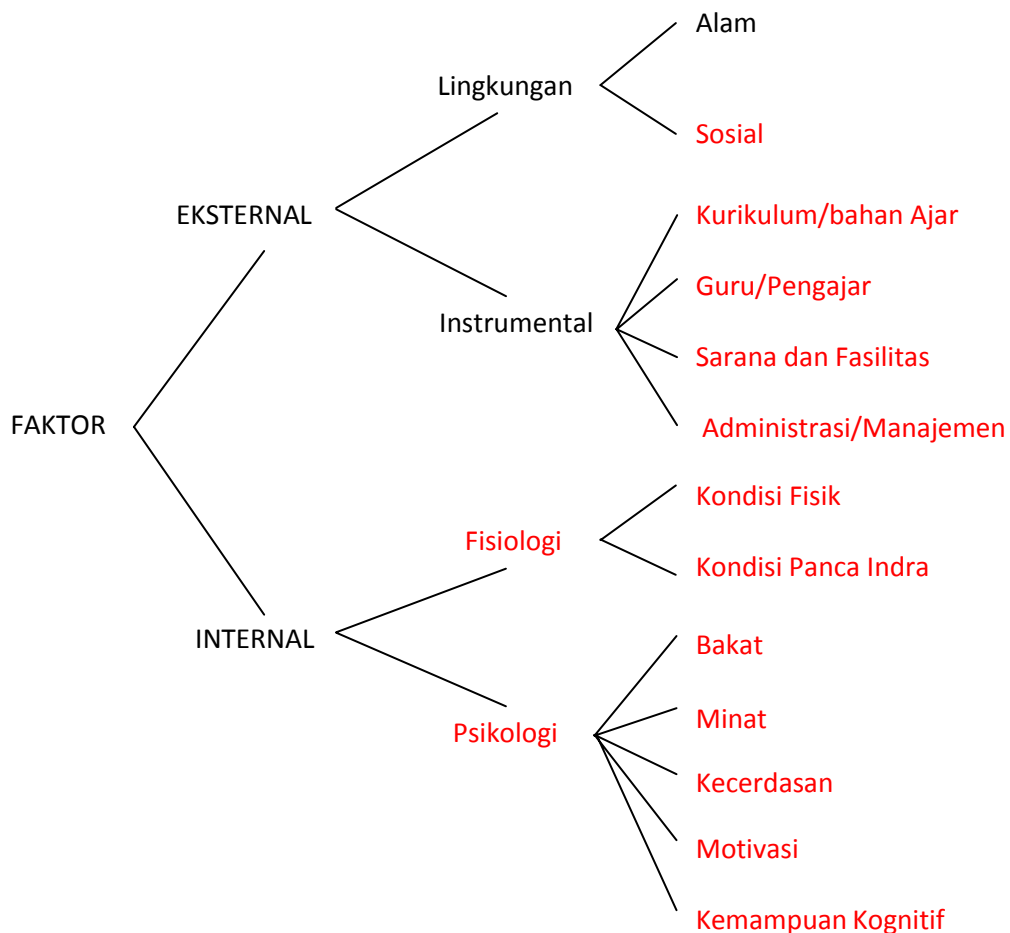 Alam
Lingkungan
Sosial
EKSTERNAL
Kurikulum/bahan Ajar
Guru/Pengajar
Instrumental
Sarana dan Fasilitas
FAKTOR
Administrasi/Manajemen
Kondisi Fisik
Fisiologi
Kondisi Panca Indra
INTERNAL
Bakat
Minat
Psikologi
Kecerdasan
Motivasi
Kemampuan Kognitif